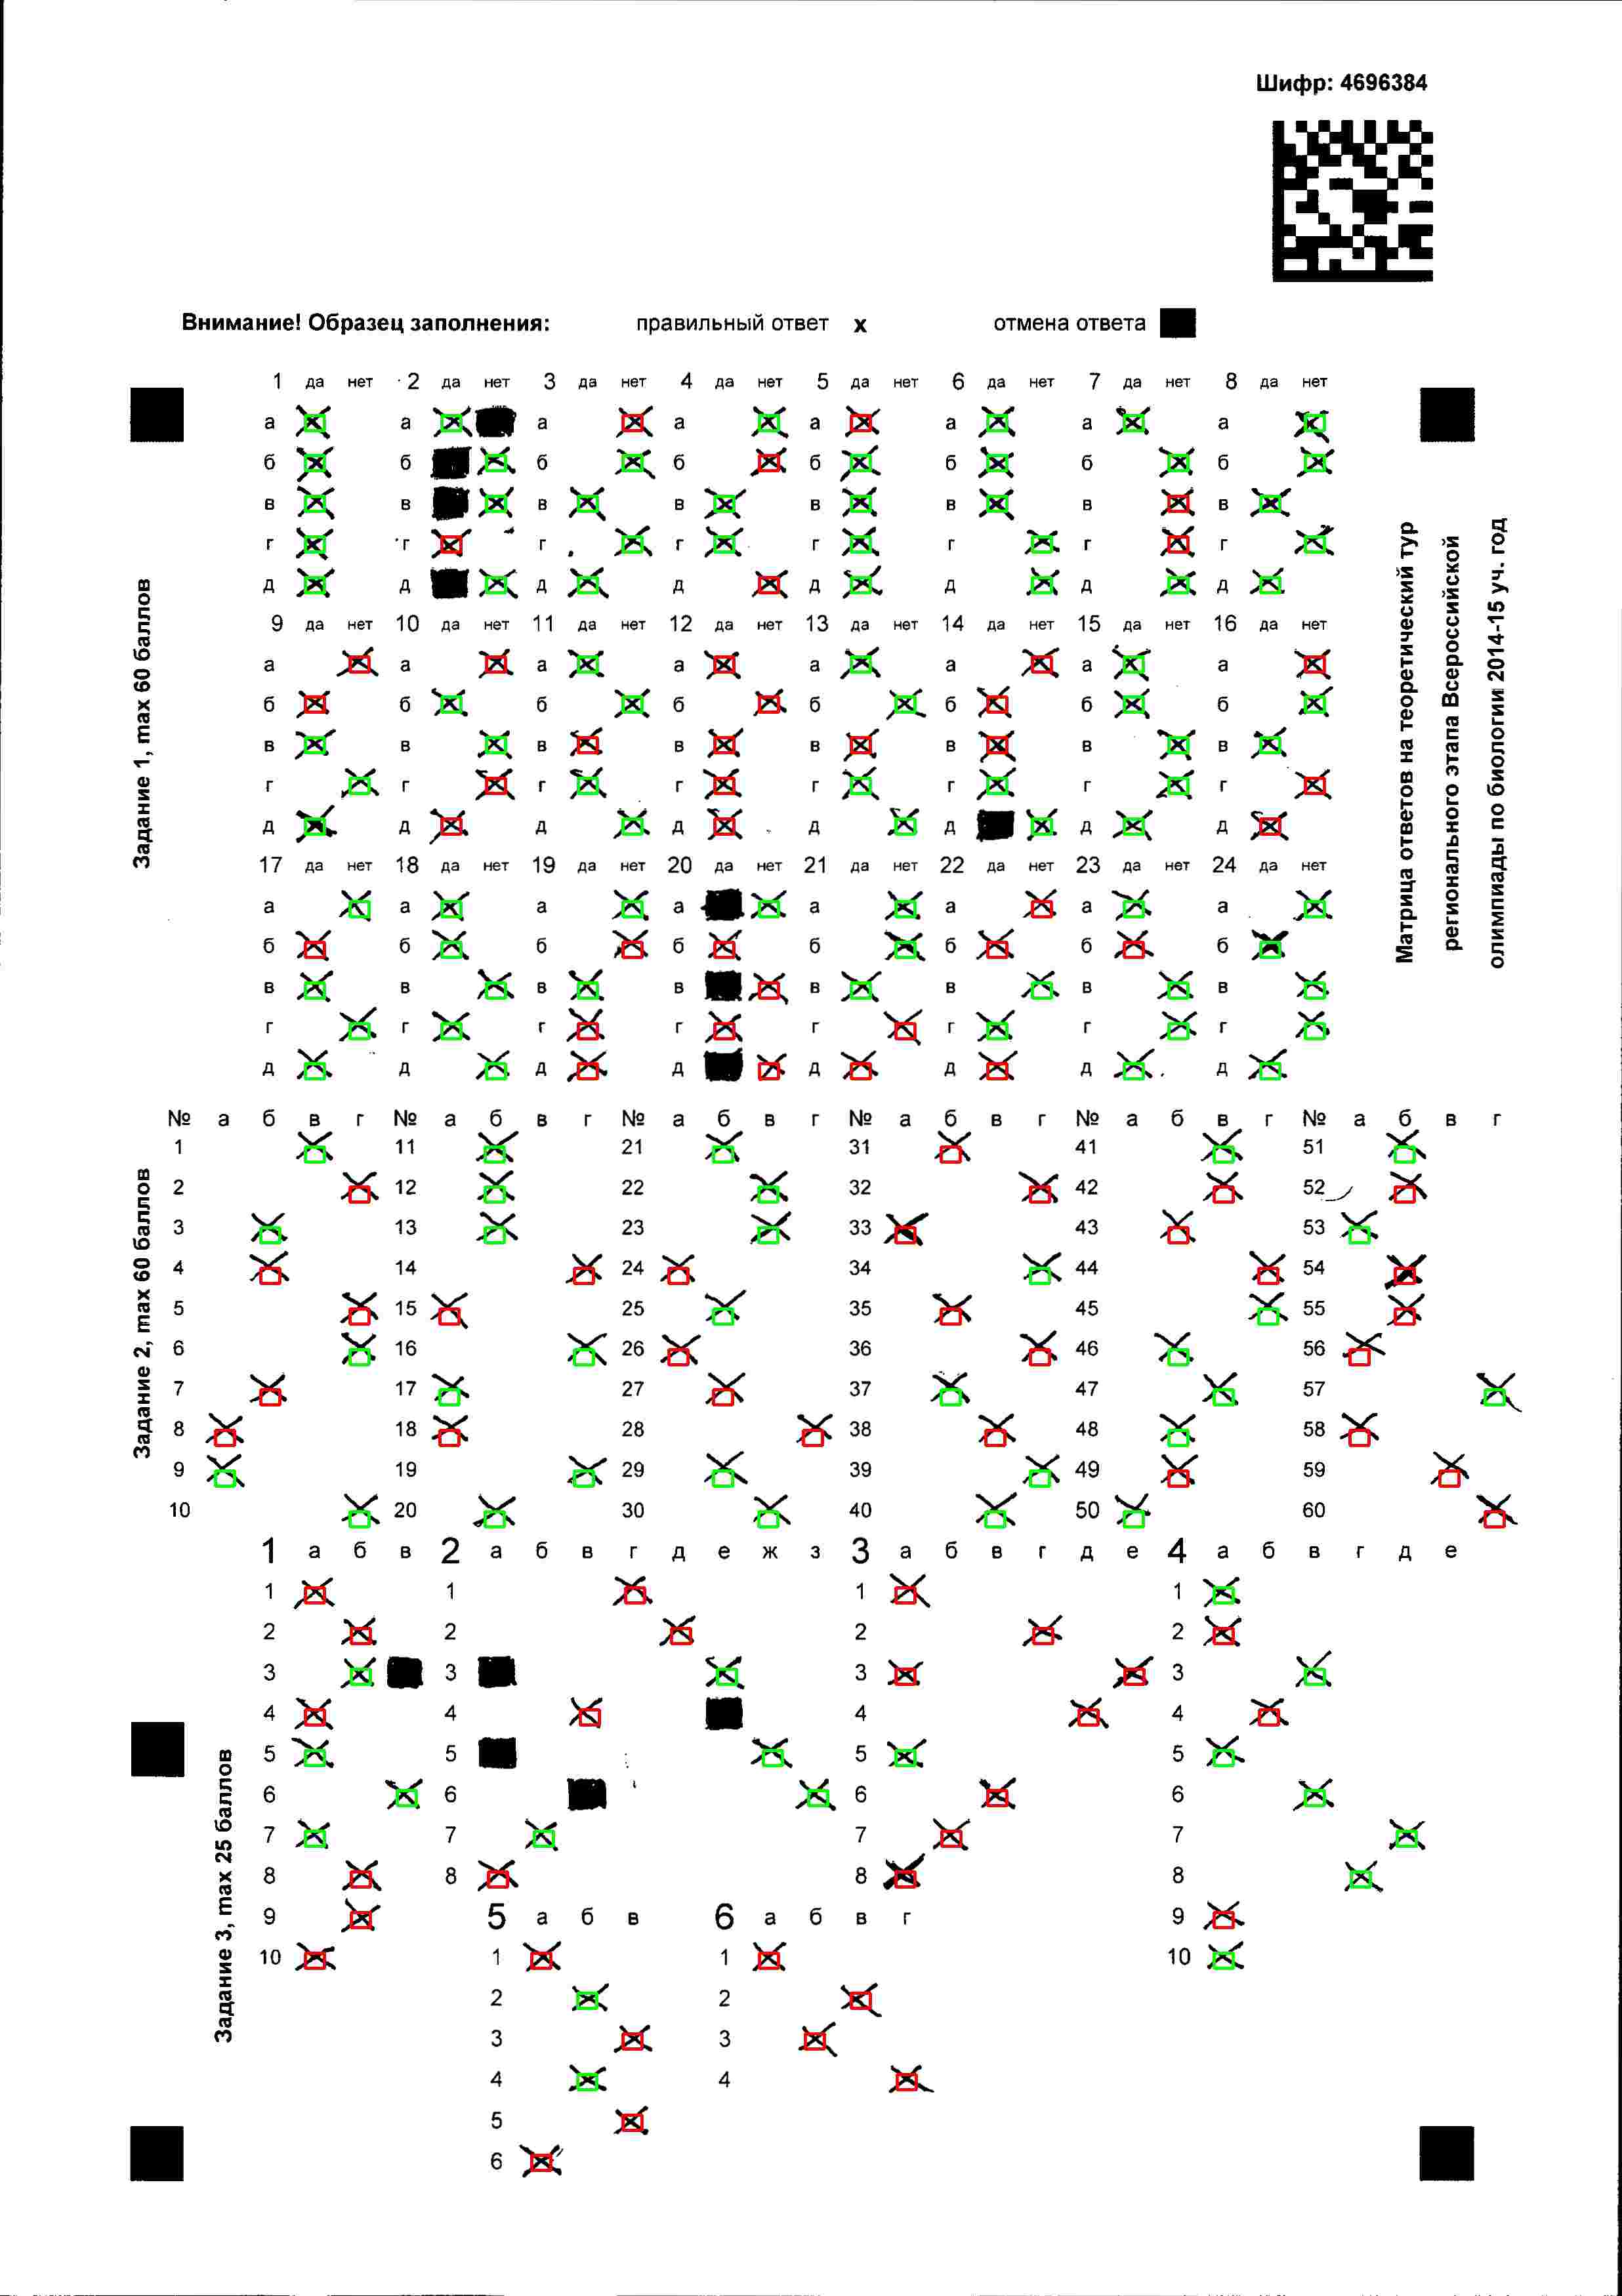 Шифр: 4696384
Внимание! Образец заполнения: правильный ответ x отмена ответа
1 да нет 2 да нет 3 да нет 4 да нет 5 да нет 6 да нет 7 да нет 8 да нет
а а а а а а а а
б б б б б б б б
в в в в в в в в
г г г г г г г г
д д д д д д д д
9 да нет 10 да нет 11 да нет 12 да нет 13 да нет 14 да нет 15 да нет 16 да нет
а а а а а а а а
б б б б б б б б
в в в в в в в в
г г г г г г г г
д д д д д д д д
17 да нет 18 да нет 19 да нет 20 да нет 21 да нет 22 да нет 23 да нет 24 да нет
а а а а а а а а
б б б б б б б б
в в в в в в в в
г г г г г г г г
д д д д д д д д
Задание 1, max 60 баллов
Матрица ответов на теоретический тур
регионального этапа Всероссийской
олимпиады по биологии 2014-15 уч. год
№ а б в г № а б в г № а б в г № а б в г № а б в г № а б в г
1 11 21 31 41 51
2 12 22 32 42 52
3 13 23 33 43 53
4 14 24 34 44 54
5 15 25 35 45 55
6 16 26 36 46 56
7 17 27 37 47 57
8 18 28 38 48 58
9 19 29 39 49 59
10 20 30 40 50 60
Задание 2, max 60 баллов
1 а б в 2 а б в г д е ж з 3 а б в г д е 4 а б в г д е
1 1 1 1
2 2 2 2
3 3 3 3
4 4 4 4
5 5 5 5
6 6 6 6
7 7 7 7
8 8 8 8
9 5 а б в 6 а б в г 9
10 1 1 10
2 2
3 3
4 4
5
6
Задание 3, max 25 баллов